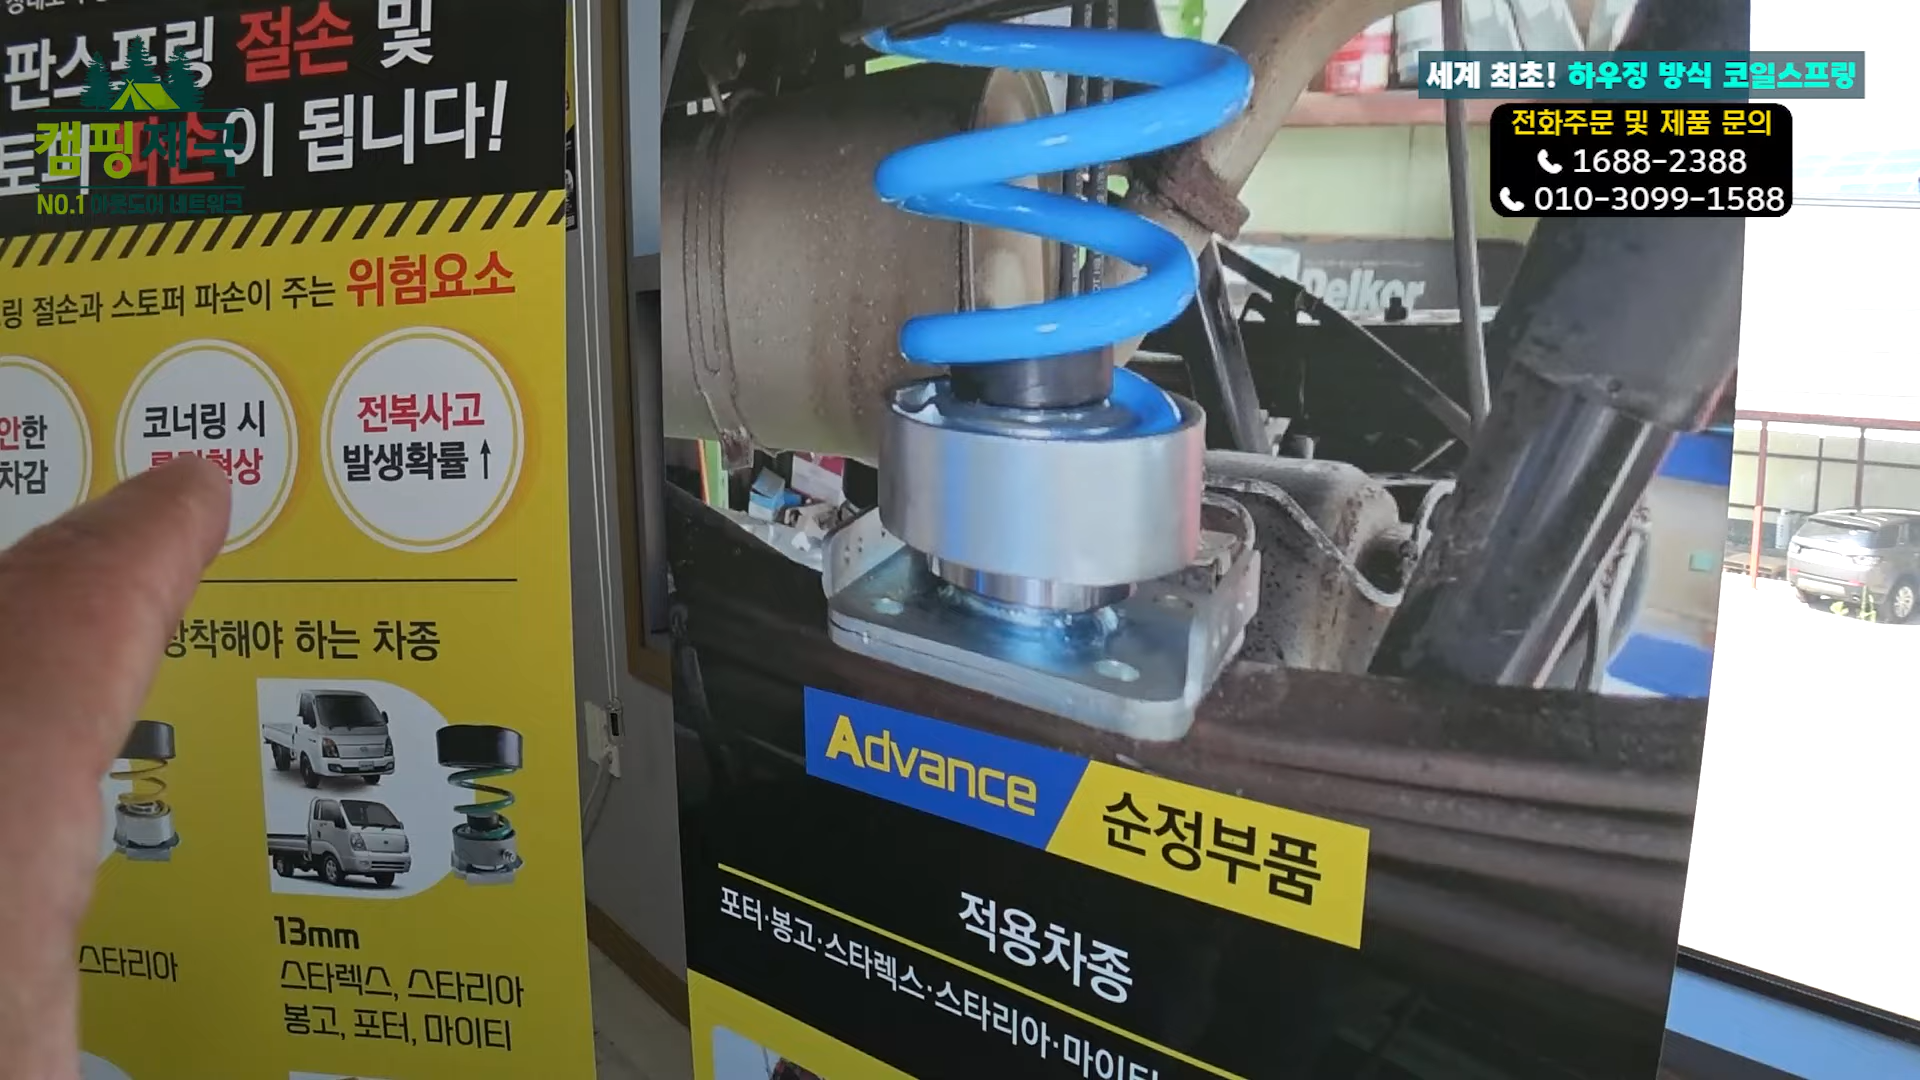 판스프링 절손 및
이 됩니다!
캠핑제국
NO.1 아웃도어 네트워크
링 절손과 스토퍼 파손이 주는 위험요소
안한
차감
코너링 시
현상
전복사고
발생확률↑
장착해야 하는 차종
스타리아
13mm
스타렉스, 스타리아
봉고, 포터, 마이티
Delkor
Advance 순정부품
적용차종
포터·봉고·스타렉스·스타리아·마이티
세계 최초! 하우징 방식 코일스프링
전화주문 및 제품 문의
1688-2388
010-3099-1588